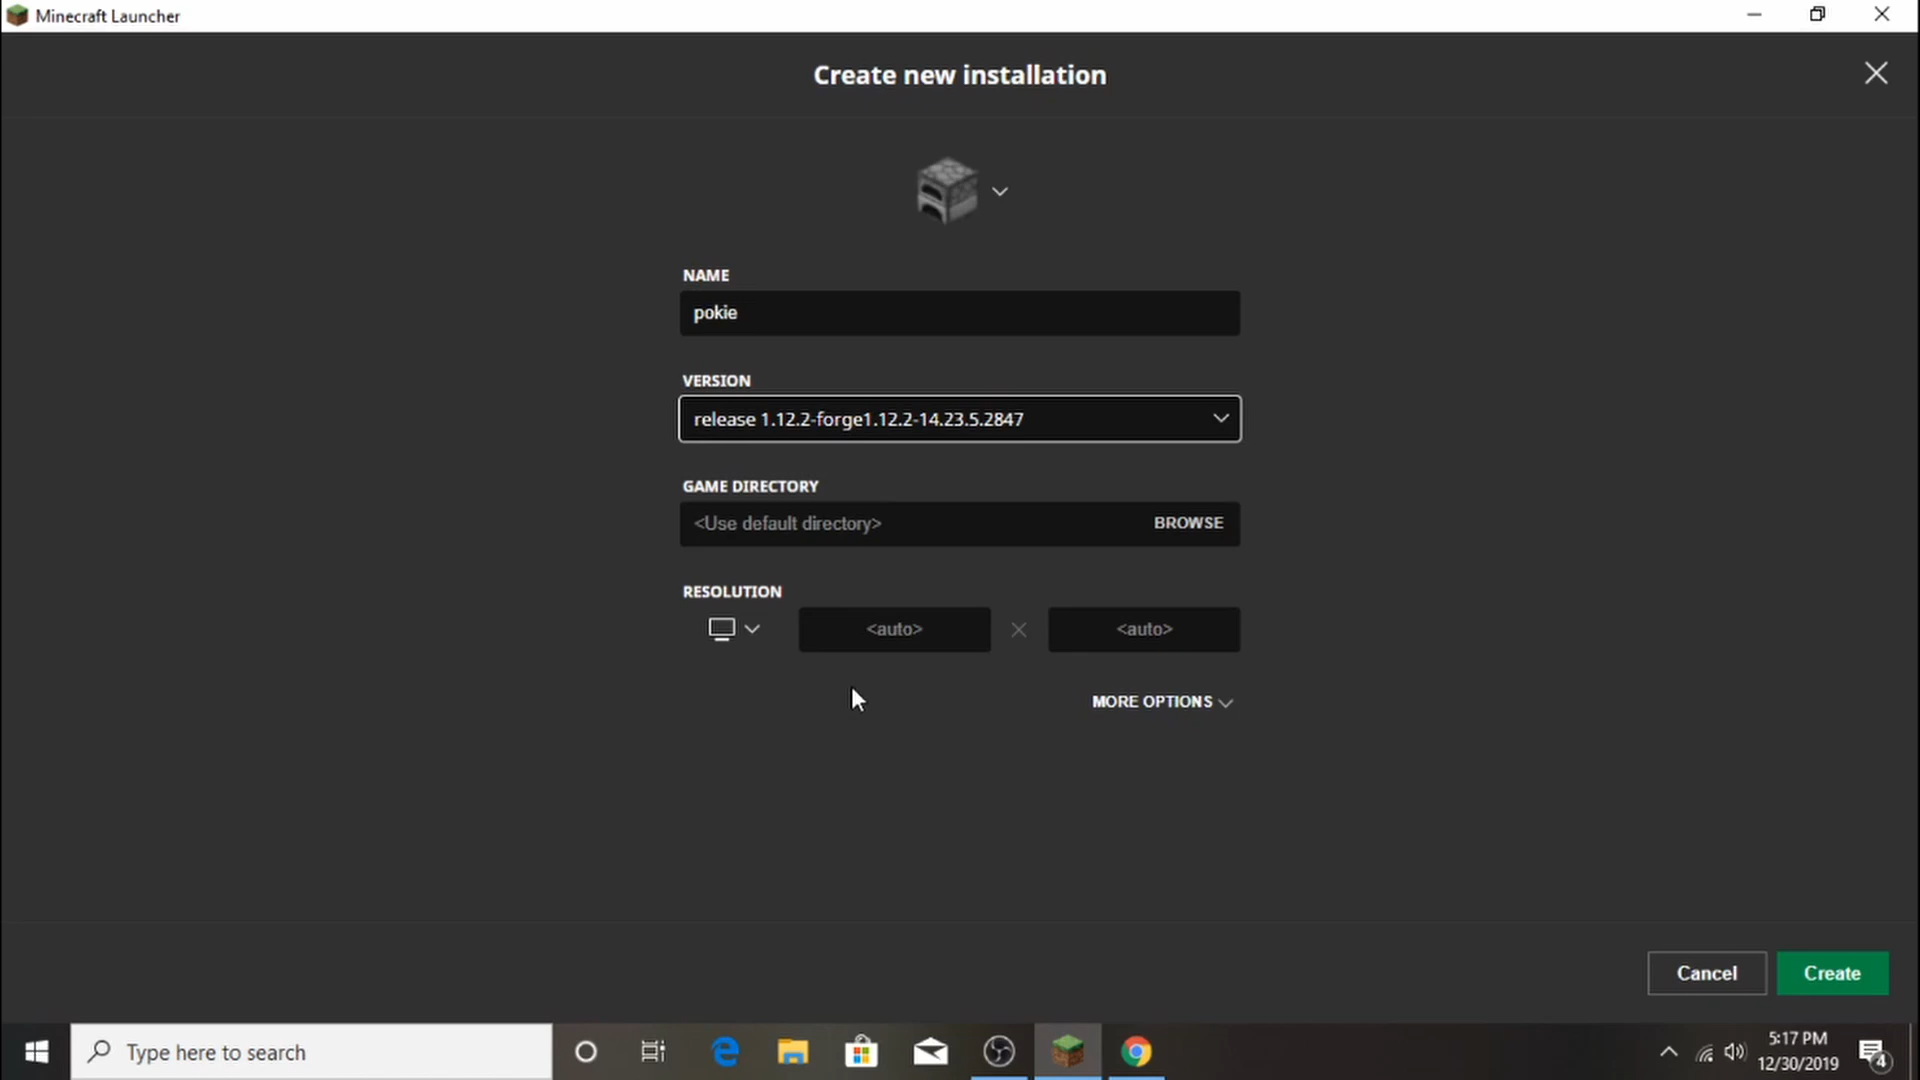 Minecraft Launcher
Create new installation
NAME
pokie
VERSION
release 1.12.2-forge1.12.2-14.23.5.2847
GAME DIRECTORY
<Use default directory> BROWSE
RESOLUTION
<auto> <auto>
MORE OPTIONS
Cancel Create
Type here to search
5:17 PM
12/30/2019
4